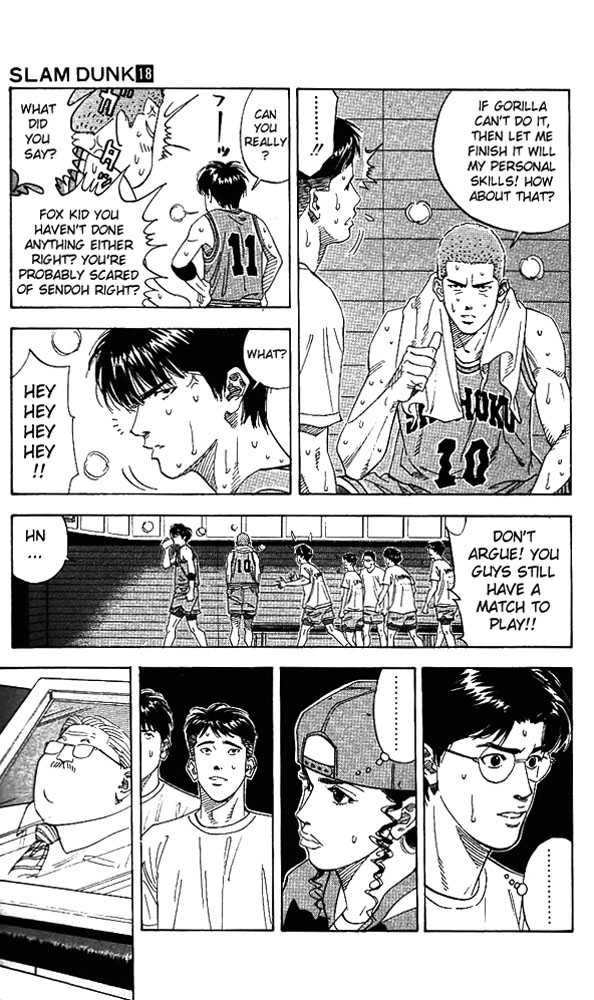 SLAM DUNK 18
IF GORILLA
CAN'T DO IT,
THEN LET ME
FINISH IT WILL
MY PERSONAL
SKILLS! HOW
ABOUT THAT?
.........
!!
10
CAN
YOU
REALLY
?
WHAT
DID
YOU
SAY?
11
FOX KID YOU
HAVEN'T DONE
ANYTHING EITHER
RIGHT? YOU'RE
PROBABLY SCARED
OF SENDOH RIGHT?
WHAT?
HEY
HEY
HEY
HEY
!!
DON'T
ARGUE! YOU
GUYS STILL
HAVE A
MATCH TO
PLAY!!
10
HN
...
.........
.........